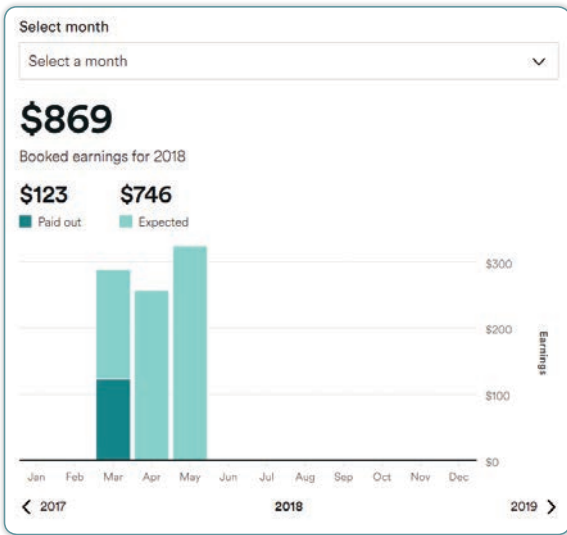 Select month
Select a month
$869
Booked earnings for 2018
$123 $746
Paid out Expected
$300
$200
Earnings
$100
$0
Jan Feb Mar Apr May Jun Jul Aug Sep Oct Nov Dec
2017 2018 2019